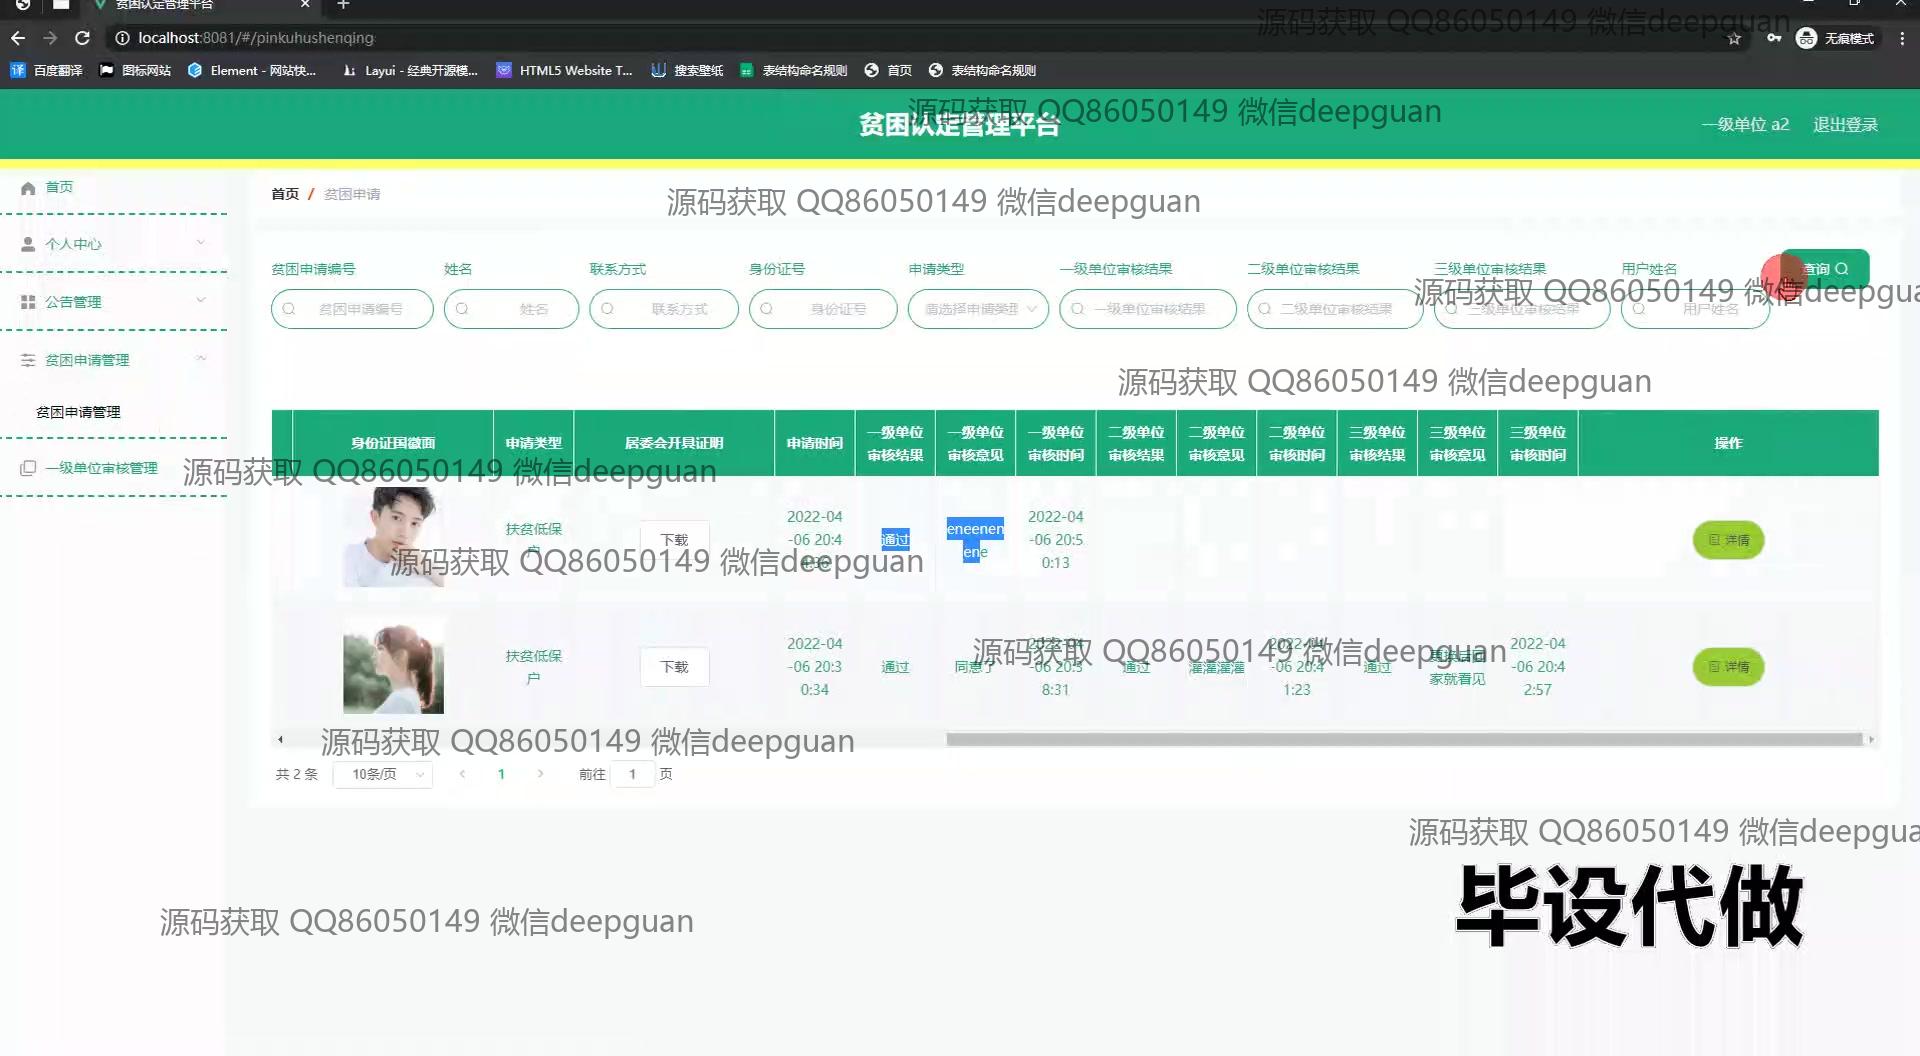 贫困认定管理平台
localhost:8081/#/pinkuhushenqing
无痕模式
百度翻译 图标网站 Element - 网站快... Layui - 经典开源模... HTML5 Website T... 搜索壁纸 表结构命名规则 首页 表结构命名规则
源码获取 QQ86050149 微信deepguan
源码获取 QQ86050149 微信deepguan
贫困认定管理平台
一级单位 a2 退出登录
首页
个人中心
公告管理
贫困申请管理
贫困申请管理
一级单位审核管理
首页 / 贫困申请
源码获取 QQ86050149 微信deepguan
贫困申请编号 姓名 联系方式 身份证号 申请类型 一级单位审核结果 二级单位审核结果 三级单位审核结果 用户姓名
查询
贫困申请编号 姓名 联系方式 身份证号 请选择申请类型 一级单位审核结果 二级单位审核结果 三级单位审核结果 用户姓名
源码获取 QQ86050149 微信deepgua
源码获取 QQ86050149 微信deepguan
身份证国徽面 申请类型 居委会开具证明 申请时间 一级单位审核结果 一级单位审核意见 一级单位审核时间 二级单位审核结果 二级单位审核意见 二级单位审核时间 三级单位审核结果 三级单位审核意见 三级单位审核时间 操作
源码获取 QQ86050149 微信deepguan
扶贫低保户 下载 2022-04-06 20:4 通过 eneenenene 2022-04-06 20:50:13 详情
源码获取 QQ86050149 微信deepguan
扶贫低保户 下载 2022-04-06 20:30:34 通过 同意了 2022-04-06 20:38:31 通过 灌灌灌灌 2022-04-06 20:41:23 通过 家就看见 2022-04-06 20:42:57 详情
源码获取 QQ86050149 微信deepguan
源码获取 QQ86050149 微信deepguan
共 2 条 10条/页 1 前往 1 页
源码获取 QQ86050149 微信deepgua
毕设代做
源码获取 QQ86050149 微信deepguan